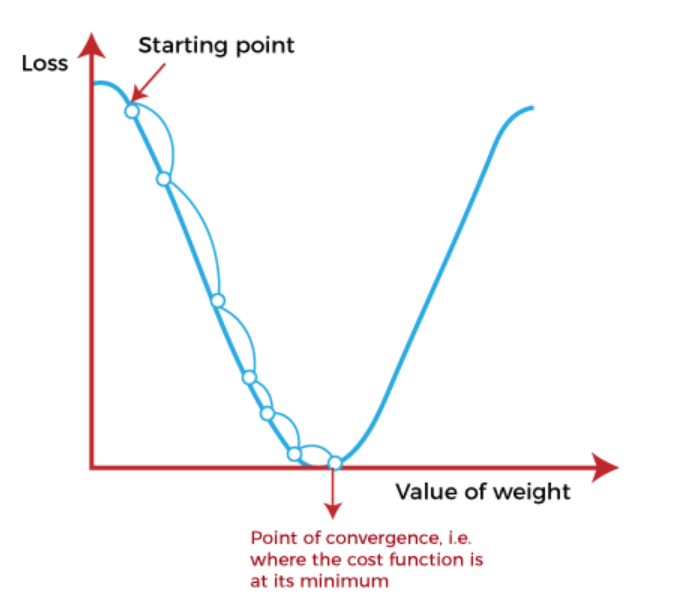 Starting point
Loss
Value of weight
Point of convergence, i.e.
where the cost function is
at its minimum